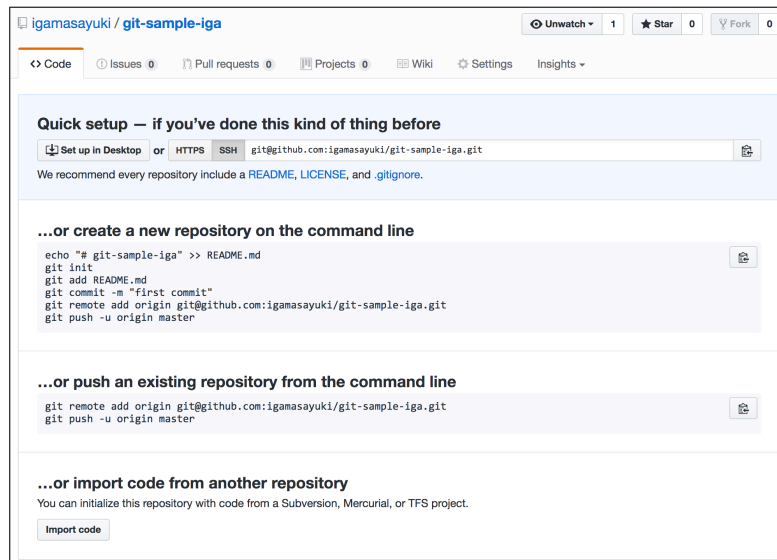 igamasayuki / git-sample-iga
Unwatch 1 Star 0 Fork 0
Code Issues 0 Pull requests 0 Projects 0 Wiki Settings Insights
Quick setup — if you’ve done this kind of thing before
Set up in Desktop or HTTPS SSH git@github.com:igamasayuki/git-sample-iga.git
We recommend every repository include a README, LICENSE, and .gitignore.
…or create a new repository on the command line
echo "# git-sample-iga" >> README.md
git init
git add README.md
git commit -m "first commit"
git remote add origin git@github.com:igamasayuki/git-sample-iga.git
git push -u origin master
…or push an existing repository from the command line
git remote add origin git@github.com:igamasayuki/git-sample-iga.git
git push -u origin master
…or import code from another repository
You can initialize this repository with code from a Subversion, Mercurial, or TFS project.
Import code